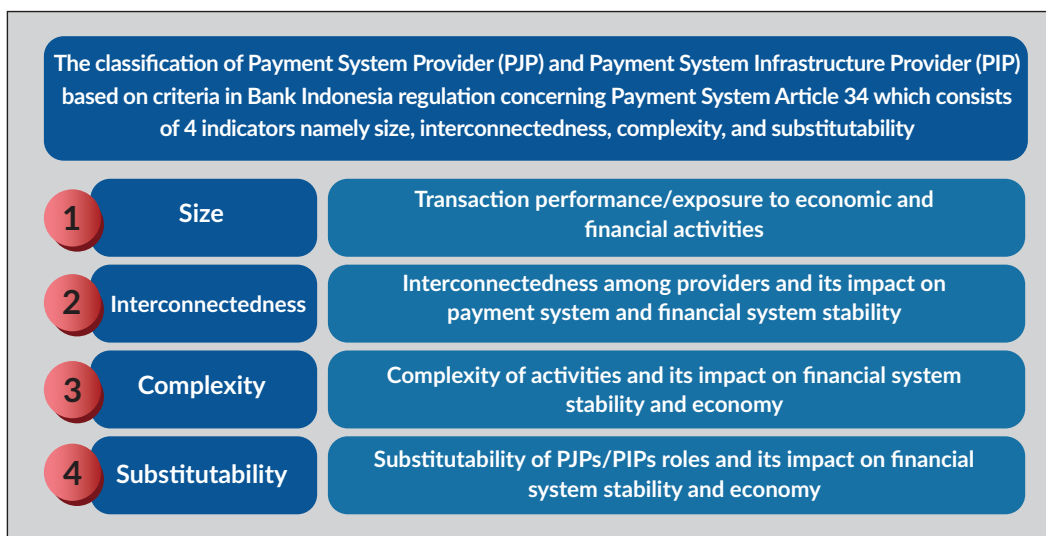 The classification of Payment System Provider (PJP) and Payment System Infrastructure Provider (PIP)
based on criteria in Bank Indonesia regulation concerning Payment System Article 34 which consists
of 4 indicators namely size, interconnectedness, complexity, and substitutability
1
Size
Transaction performance/exposure to economic and
financial activities
2
Interconnectedness
Interconnectedness among providers and its impact on
payment system and financial system stability
3
Complexity
Complexity of activities and its impact on financial system
stability and economy
4
Substitutability
Substitutability of PJPs/PIPs roles and its impact on financial
system stability and economy